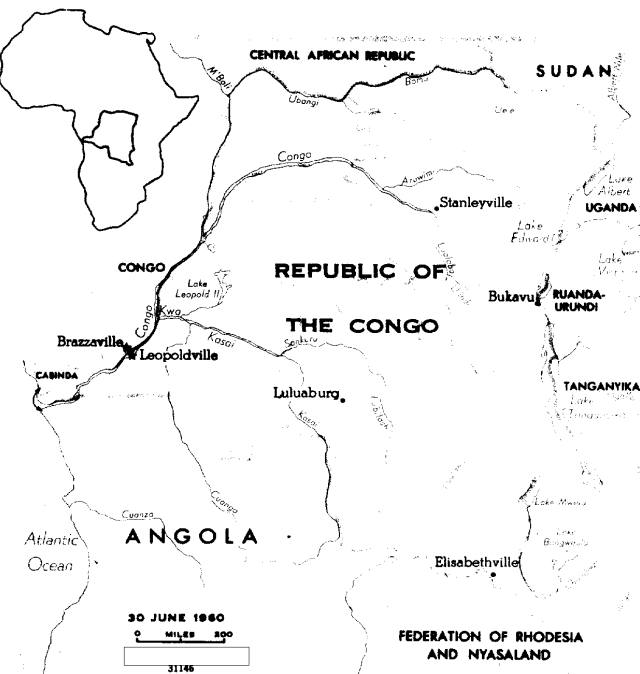 CENTRAL AFRICAN REPUBLIC
SUDAN
M'Bali
Ubangi
Bomu
Uele
Congo
Aruwimi
Lake
Albert
Stanleyville
UGANDA
Lake
Edward
Lake
CONGO
REPUBLIC OF
Lake
Leopold II
Bukavu
RUANDA-
URUNDI
Congo
Kwa
THE CONGO
Brazzaville
Leopoldville
Kasai
Sankuru
CABINDA
TANGANYIKA
Lake
Luluaburg
Kasai
Cuango
Lake Mweru
Cuanza
ANGOLA
Lake
Atlantic
Ocean
Elisabethville
30 JUNE 1960
0 MILES 200
FEDERATION OF RHODESIA
AND NYASALAND
31146